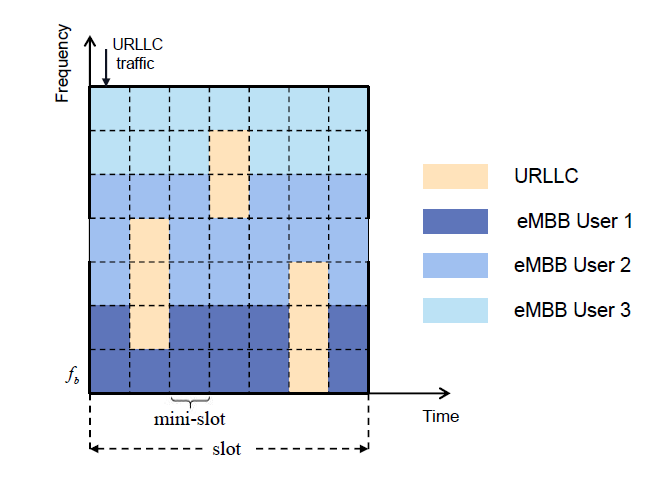 URLLC
traffic
Frequency
URLLC
eMBB User 1
eMBB User 2
eMBB User 3
f_b
Time
mini-slot
slot